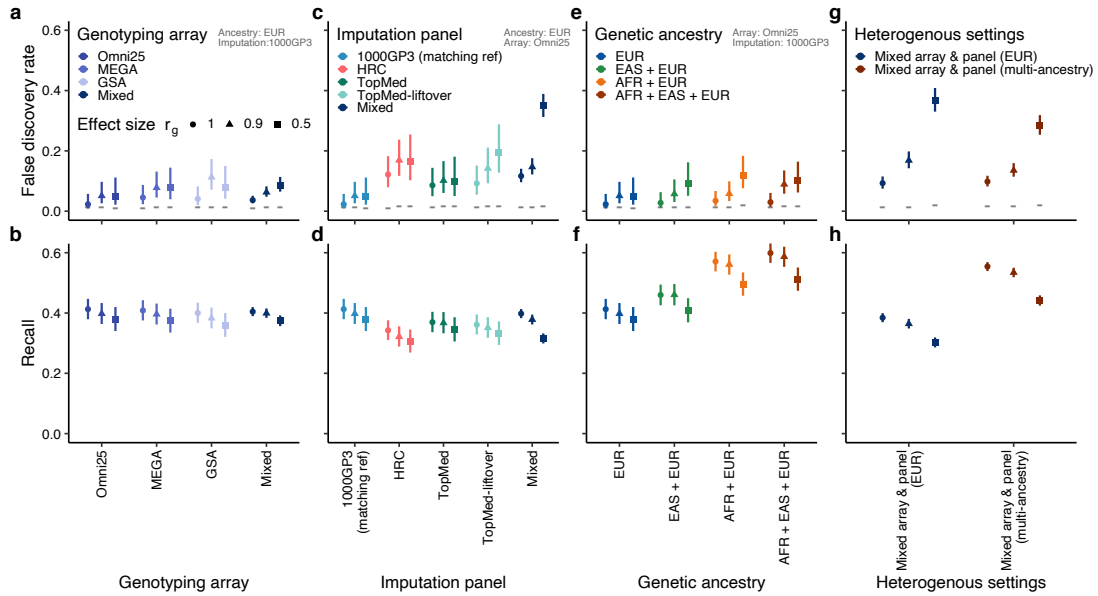 a
Genotyping array
Ancestry: EUR
Imputation:1000GP3
Omni25
MEGA
GSA
Mixed
Effect size rg 1 0.9 0.5
False discovery rate
0.6
0.4
0.2
0.0
c
Imputation panel
Ancestry: EUR
Array: Omni25
1000GP3 (matching ref)
HRC
TopMed
TopMed-liftover
Mixed
e
Genetic ancestry
Array: Omni25
Imputation: 1000GP3
EUR
EAS + EUR
AFR + EUR
AFR + EAS + EUR
g
Heterogenous settings
Mixed array & panel (EUR)
Mixed array & panel (multi-ancestry)
b
Recall
0.6
0.4
0.2
0.0
Omni25
MEGA
GSA
Mixed
Genotyping array
d
1000GP3
(matching ref)
HRC
TopMed
TopMed-liftover
Mixed
Imputation panel
f
EUR
EAS + EUR
AFR + EUR
AFR + EAS + EUR
Genetic ancestry
h
Mixed array & panel
(EUR)
Mixed array & panel
(multi-ancestry)
Heterogenous settings